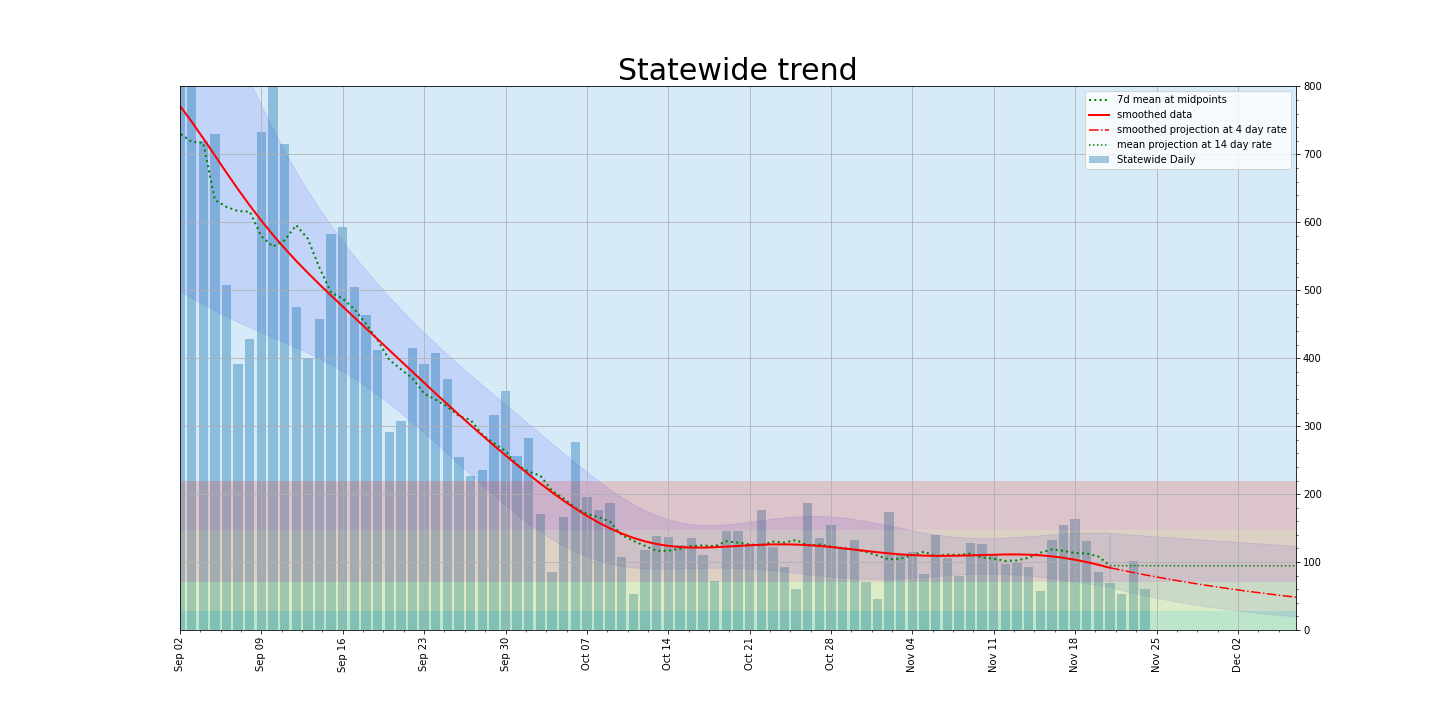 Statewide trend
7d mean at midpoints
smoothed data
smoothed projection at 4 day rate
mean projection at 14 day rate
Statewide Daily
800
700
600
500
400
300
200
100
0
Sep 02
Sep 09
Sep 16
Sep 23
Sep 30
Oct 07
Oct 14
Oct 21
Oct 28
Nov 04
Nov 11
Nov 18
Nov 25
Dec 02